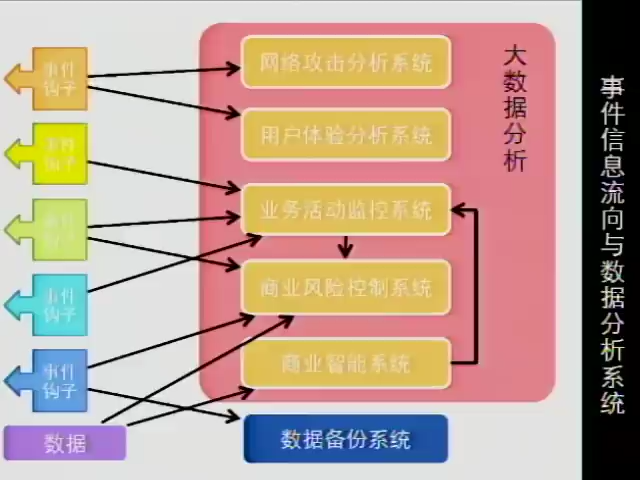 事件
钩子
网络攻击分析系统
大数据分析
事件信息流向与数据分析系统
用户体验分析系统
事件
钩子
业务活动监控系统
事件
钩子
商业风险控制系统
事件
钩子
商业智能系统
事件
钩子
数据
数据备份系统